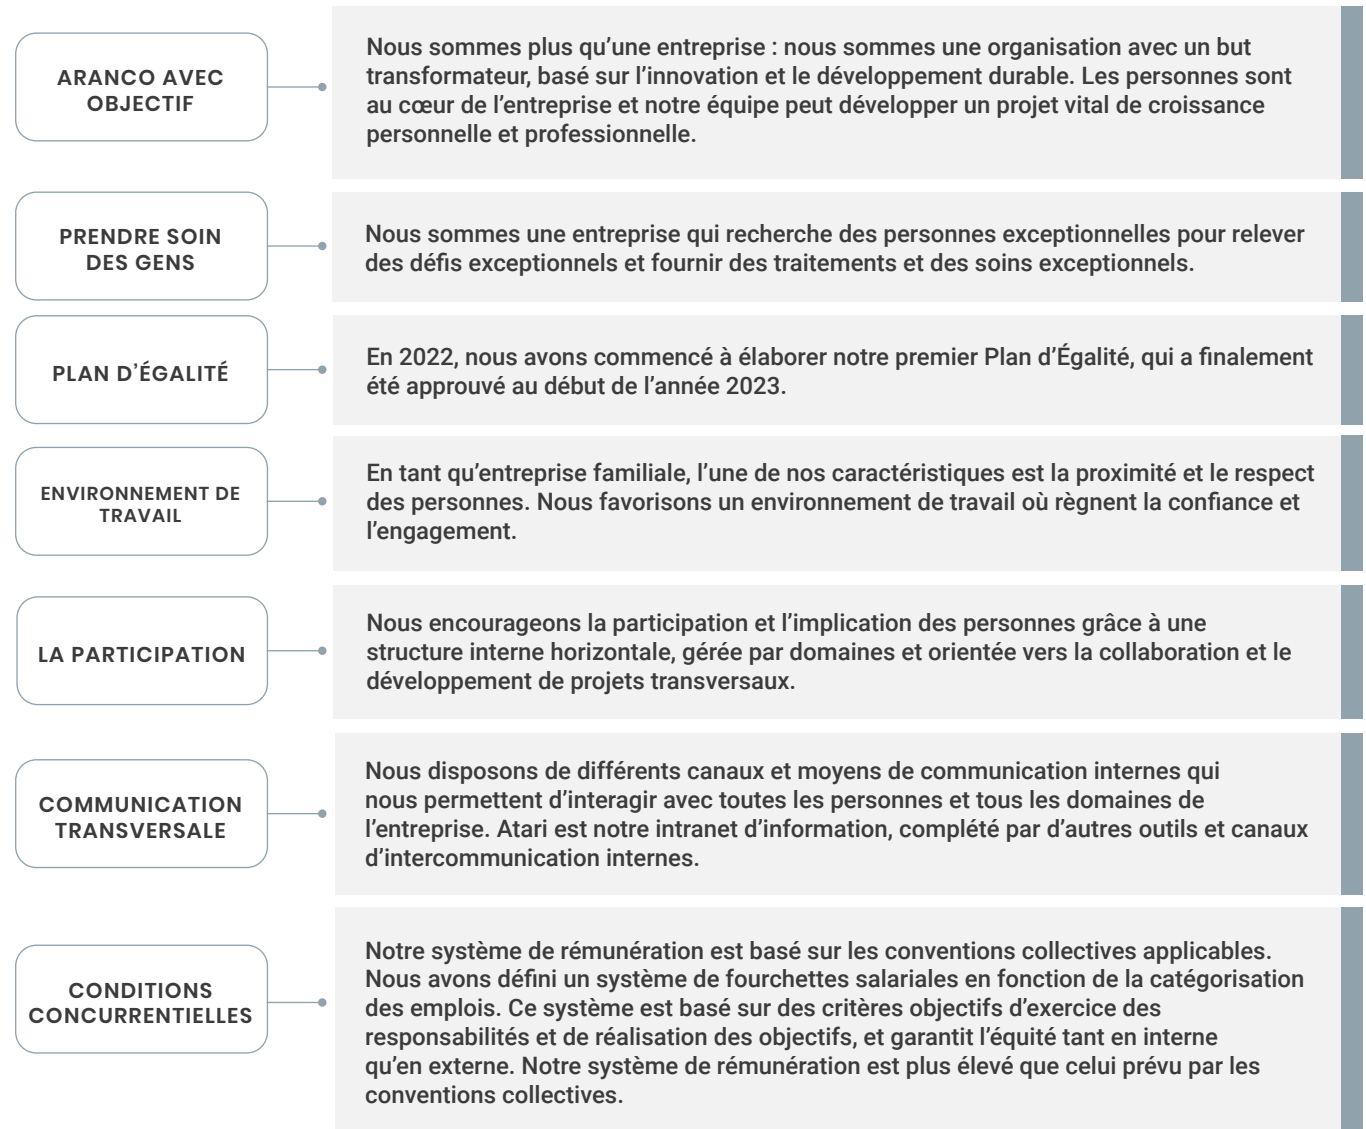 ARANCO AVEC
OBJECTIF
Nous sommes plus qu’une entreprise : nous sommes une organisation avec un but
transformateur, basé sur l’innovation et le développement durable. Les personnes sont
au cœur de l’entreprise et notre équipe peut développer un projet vital de croissance
personnelle et professionnelle.
PRENDRE SOIN
DES GENS
Nous sommes une entreprise qui recherche des personnes exceptionnelles pour relever
des défis exceptionnels et fournir des traitements et des soins exceptionnels.
PLAN D’ÉGALITÉ
En 2022, nous avons commencé à élaborer notre premier Plan d’Égalité, qui a finalement
été approuvé au début de l’année 2023.
ENVIRONNEMENT DE
TRAVAIL
En tant qu’entreprise familiale, l’une de nos caractéristiques est la proximité et le respect
des personnes. Nous favorisons un environnement de travail où règnent la confiance et
l’engagement.
LA PARTICIPATION
Nous encourageons la participation et l’implication des personnes grâce à une
structure interne horizontale, gérée par domaines et orientée vers la collaboration et le
développement de projets transversaux.
COMMUNICATION
TRANSVERSALE
Nous disposons de différents canaux et moyens de communication internes qui
nous permettent d’interagir avec toutes les personnes et tous les domaines de
l’entreprise. Atari est notre intranet d’information, complété par d’autres outils et canaux
d’intercommunication internes.
CONDITIONS
CONCURRENTIELLES
Notre système de rémunération est basé sur les conventions collectives applicables.
Nous avons défini un système de fourchettes salariales en fonction de la catégorisation
des emplois. Ce système est basé sur des critères objectifs d’exercice des
responsabilités et de réalisation des objectifs, et garantit l’équité tant en interne
qu’en externe. Notre système de rémunération est plus élevé que celui prévu par les
conventions collectives.